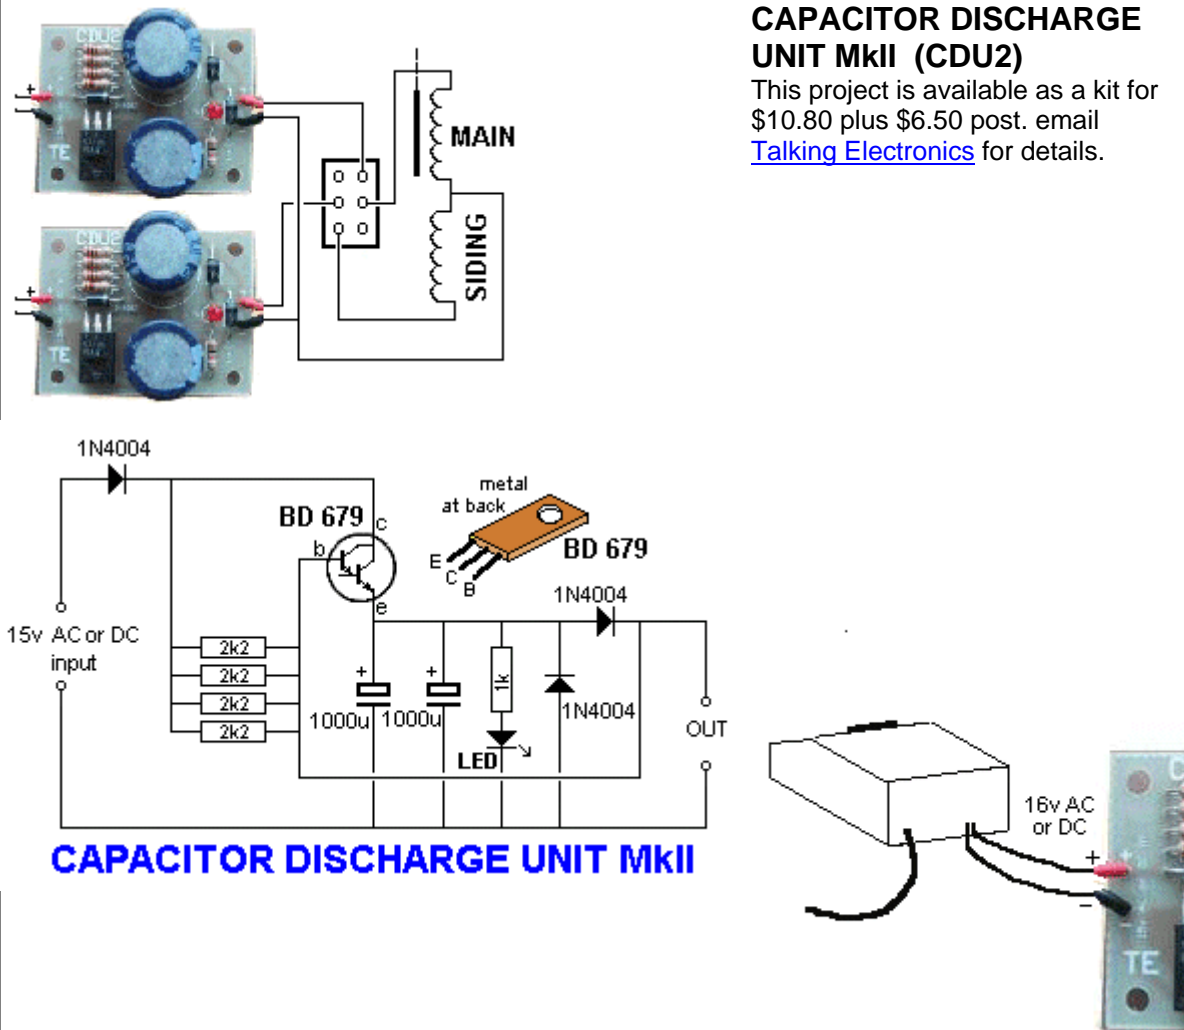 CAPACITOR DISCHARGE
UNIT MkII (CDU2)
This project is available as a kit for
$10.80 plus $6.50 post. email
Talking Electronics for details.
CDU2
+
TE
MAIN
SIDING
CDU2
+
TE
1N4004
BD 679
c
b
e
metal
at back
E
C
B
BD 679
1N4004
15v AC or DC
input
2k2
2k2
2k2
2k2
+
1000u
+
1000u
1k
LED
1N4004
OUT
CAPACITOR DISCHARGE UNIT MkII
16v AC
or DC
+
–
TE